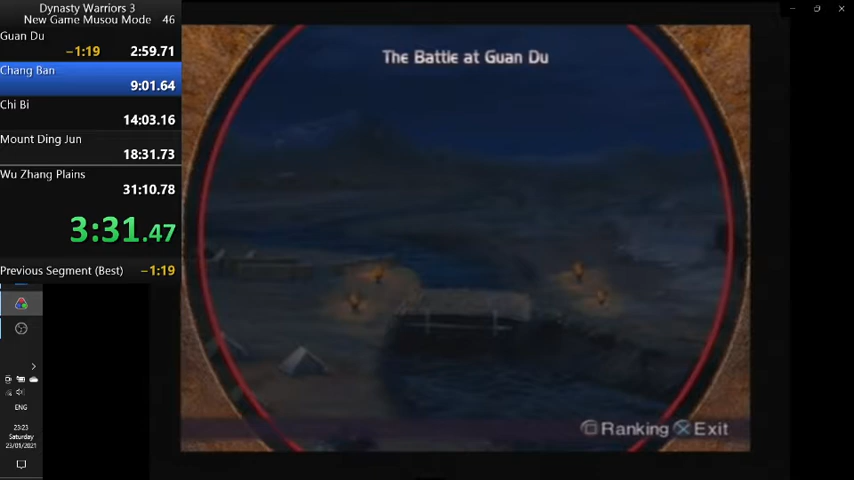 Dynasty Warriors 3
New Game Musou Mode 46
Guan Du
-1:19 2:59.71
Chang Ban
9:01.64
Chi Bi
14:03.16
Mount Ding Jun
18:31.73
Wu Zhang Plains
31:10.78
3:31.47
Previous Segment (Best) -1:19
The Battle at Guan Du
Ranking Exit
ENG
23:23
Saturday
23/01/2021